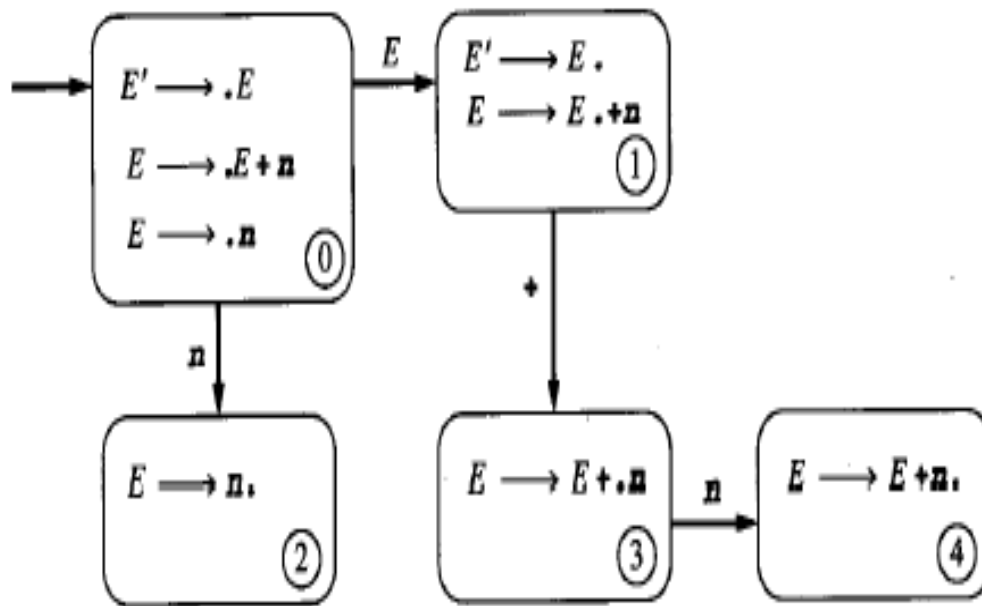 E' ⟶ .E
E ⟶ .E+n
E ⟶ .n
0
E
E' ⟶ E.
E ⟶ E.+n
1
n
+
E ⟶ n.
2
E ⟶ E+.n
3
n
E ⟶ E+n.
4